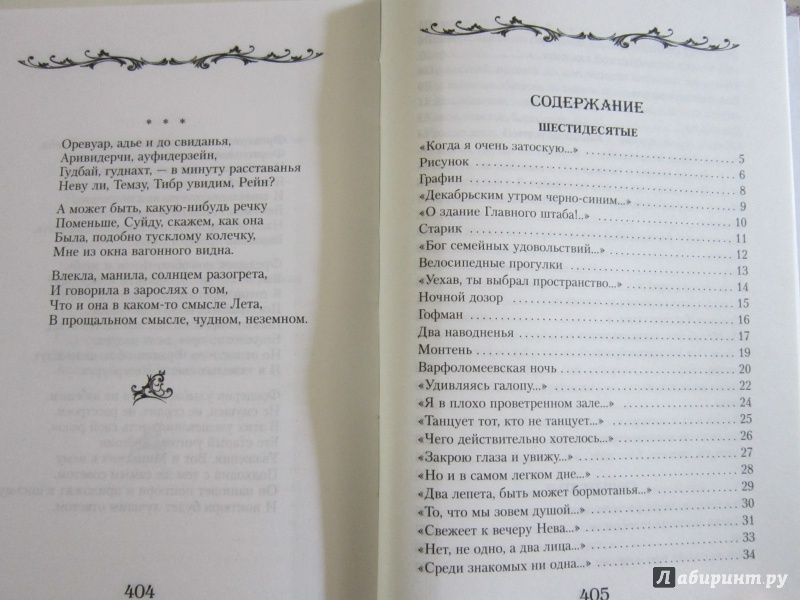 * * *
Оревуар, адье и до свиданья,
Аривидерчи, ауфидерзейн,
Гудбай, гуднахт, — в минуту расставанья
Неву ли, Темзу, Тибр увидим, Рейн?
А может быть, какую-нибудь речку
Поменьше, Суйду, скажем, как она
Была, подобно тусклому колечку,
Мне из окна вагонного видна.
Влекла, манила, солнцем разогрета,
И говорила в зарослях о том,
Что и она в каком-то смысле Лета,
В прощальном смысле, чудном, неземном.
404
СОДЕРЖАНИЕ
ШЕСТИДЕСЯТЫЕ
«Когда я очень затоскую...» 5
Рисунок 6
Графин 8
«Декабрьским утром черно-синим...» 9
«О здание Главного штаба!..» 10
Старик 11
«Бог семейных удовольствий...» 12
Велосипедные прогулки 13
«Уехав, ты выбрал пространство...» 14
Ночной дозор 15
Гофман 16
Два наводненья 17
Монтень 19
Варфоломеевская ночь 20
«Удивляясь галопу...» 22
«Я в плохо проветренном зале...» 24
«Танцует тот, кто не танцует...» 25
«Чего действительно хотелось...» 26
«Закрою глаза и увижу...» 27
«Но и в самом легком дне...» 28
«Два лепета, быть может бормотанья...» 29
«То, что мы зовем душой...» 30
«Свежеет к вечеру Нева...» 31
«Нет, не одно, а два лица...» 33
«Среди знакомых ни одна...» 34
405
Лабиринт.ру